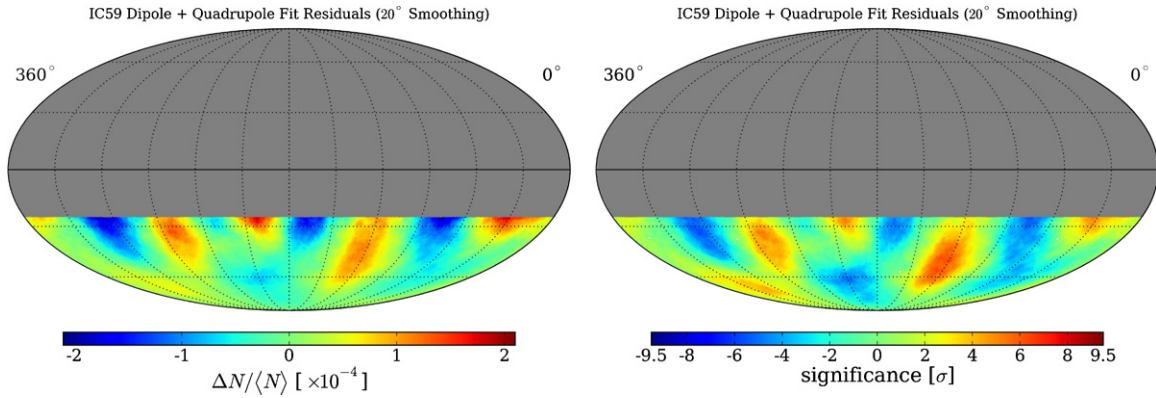 IC59 Dipole + Quadrupole Fit Residuals (20° Smoothing)
360°
0°
-2 -1 0 1 2
ΔN/⟨N⟩ [ ×10⁻⁴ ]
IC59 Dipole + Quadrupole Fit Residuals (20° Smoothing)
360°
0°
-9.5 -8 -6 -4 -2 0 2 4 6 8 9.5
significance [σ]